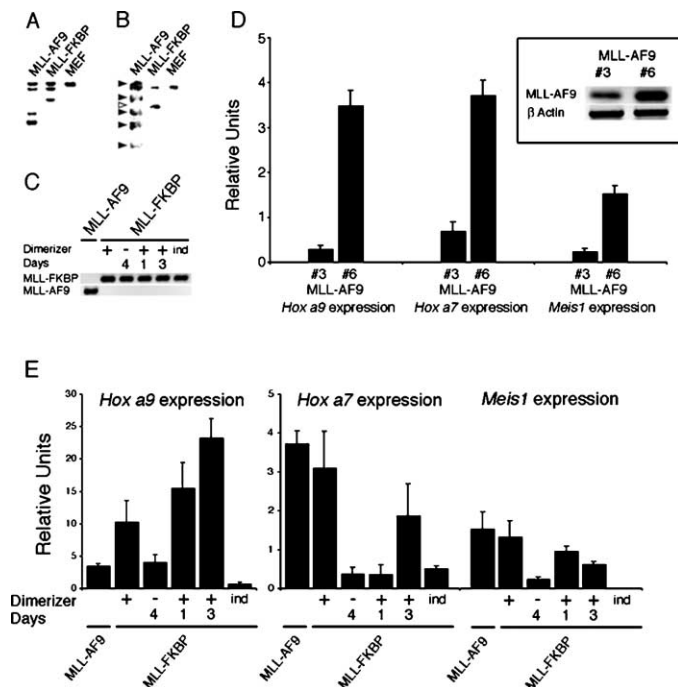 A
MLL-AF9
MLL-FKBP
MEF
B
MLL-AF9
MLL-FKBP
MEF
C
MLL-AF9
MLL-FKBP
Dimerizer + - + + ind
Days 4 1 3
MLL-FKBP
MLL-AF9
D
Relative Units
5
4
3
2
1
0
#3 #6 #3 #6 #3 #6
MLL-AF9 MLL-AF9 MLL-AF9
Hox a9 expression Hox a7 expression Meis1 expression
MLL-AF9
#3 #6
MLL-AF9
β Actin
E
Hox a9 expression Hox a7 expression Meis1 expression
Relative Units
30
25
20
15
10
5
0
5
4
3
2
1
0
Dimerizer + - + + ind + - + + ind + - + + ind
Days 4 1 3 4 1 3 4 1 3
MLL-AF9 MLL-FKBP MLL-AF9 MLL-FKBP MLL-AF9 MLL-FKBP